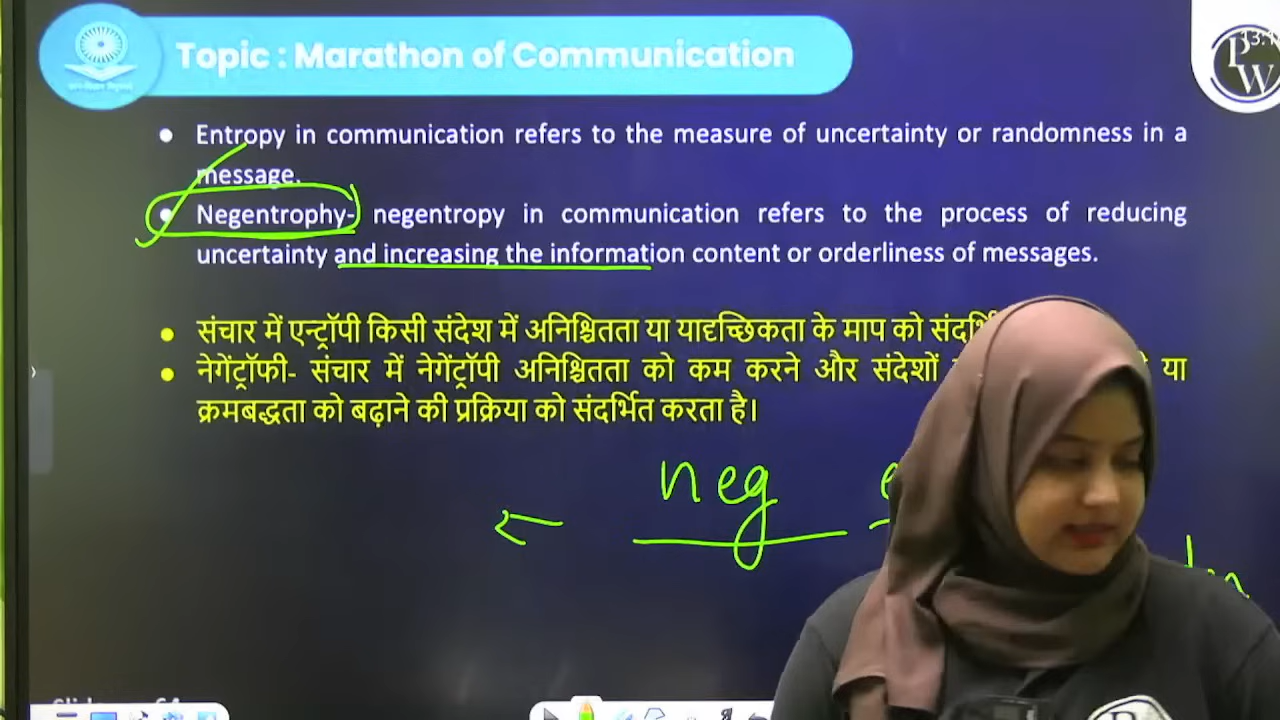 Topic : Marathon of Communication
PW
Entropy in communication refers to the measure of uncertainty or randomness in a
message.
Negentrophy- negentropy in communication refers to the process of reducing
uncertainty and increasing the information content or orderliness of messages.
संचार में एन्ट्रॉपी किसी संदेश में अनिश्चितता या यादृच्छिकता के माप को
नेगेंट्रॉफी- संचार में नेगेंट्रॉपी अनिश्चितता को कम करने और संदेशों या
क्रमबद्धता को बढ़ाने की प्रक्रिया को संदर्भित करता है।
neg